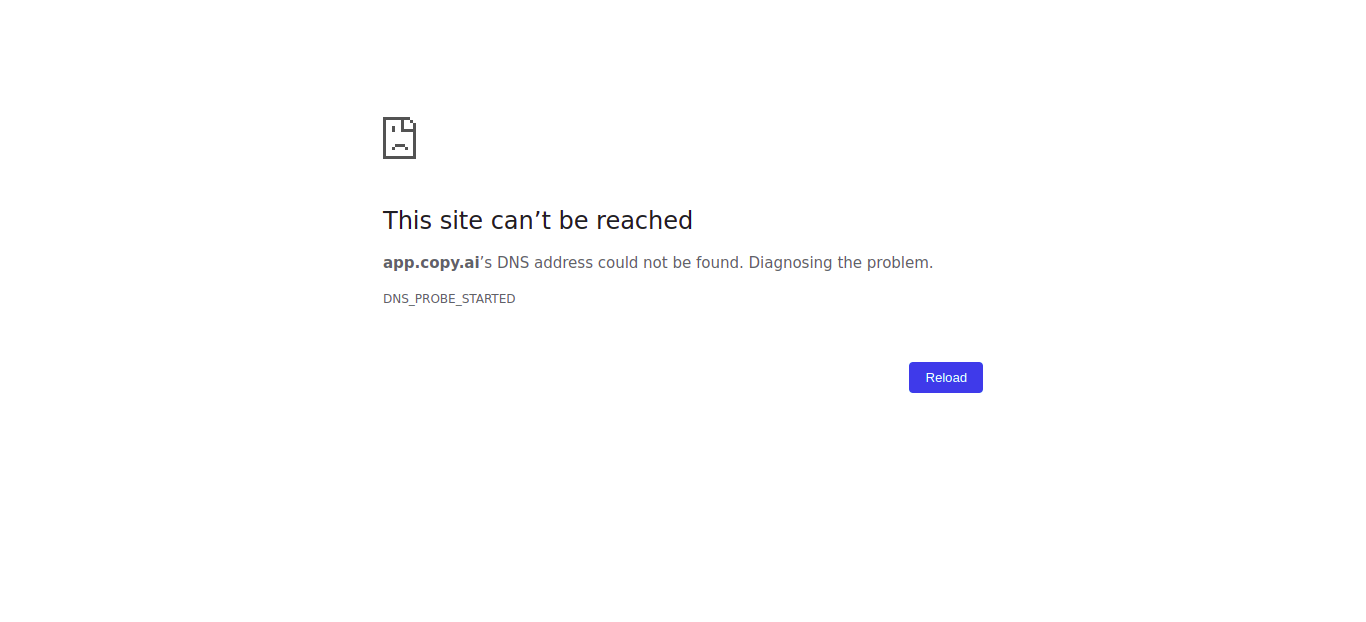 This site can’t be reached
app.copy.ai’s DNS address could not be found. Diagnosing the problem.
DNS_PROBE_STARTED
Reload